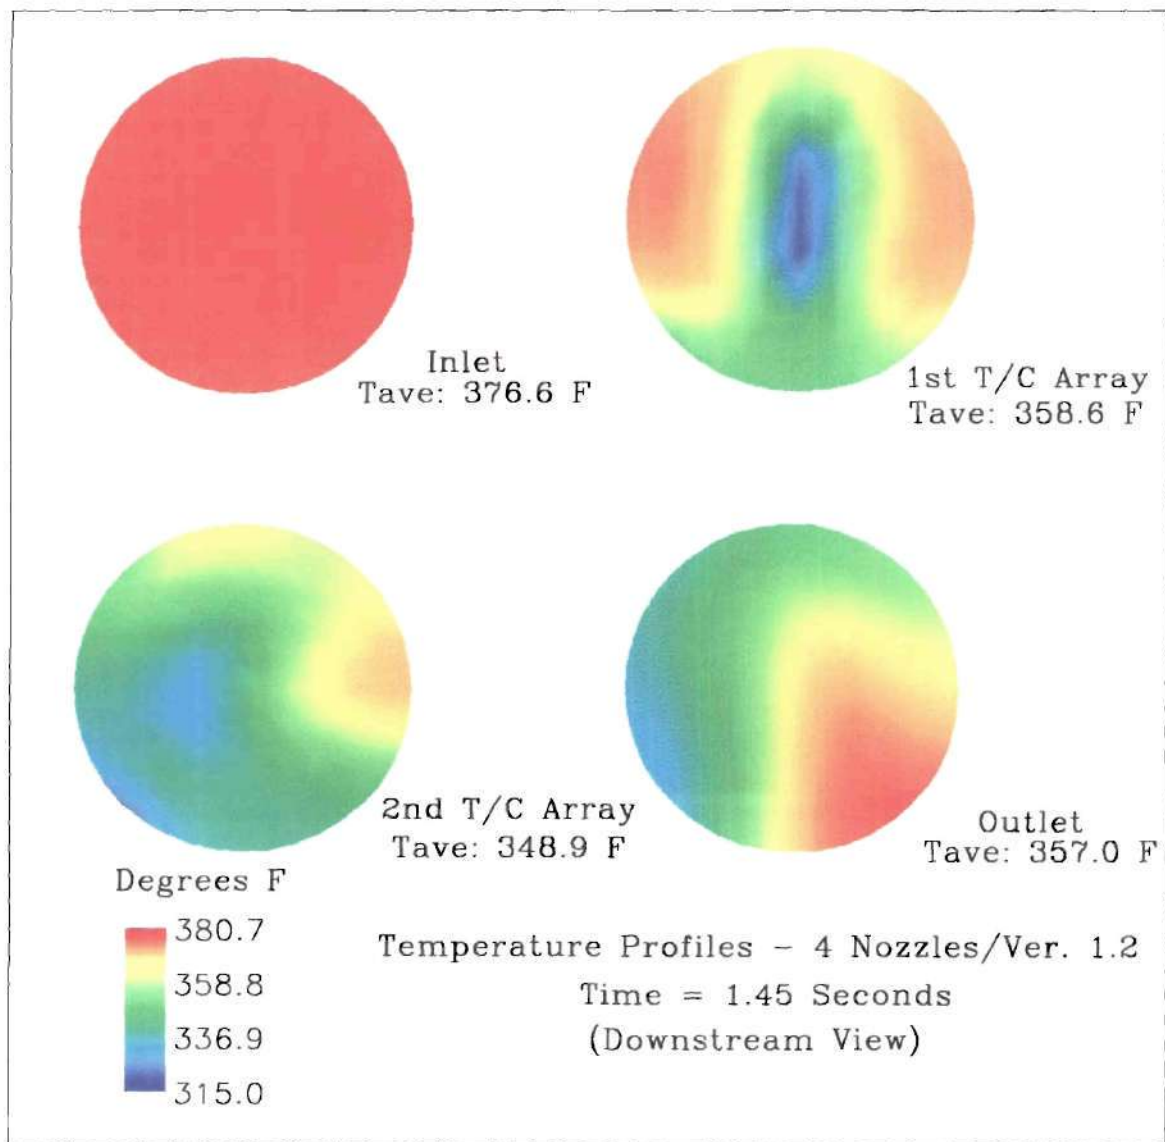 Inlet
Tave: 376.6 F
1st T/C Array
Tave: 358.6 F
2nd T/C Array
Tave: 348.9 F
Outlet
Tave: 357.0 F
Degrees F
380.7
358.8
336.9
315.0
Temperature Profiles - 4 Nozzles/Ver. 1.2
Time = 1.45 Seconds
(Downstream View)